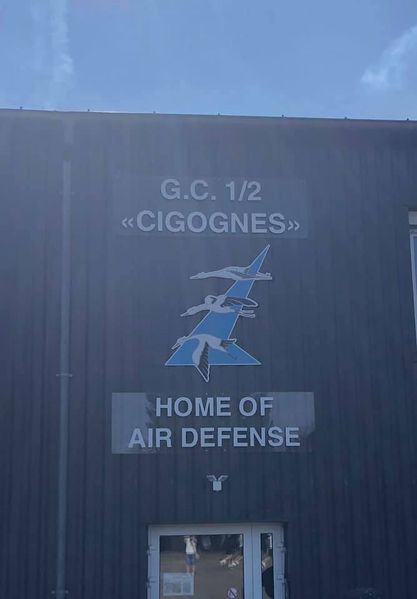 G.C. 1/2
«CIGOGNES»
HOME OF
AIR DEFENSE